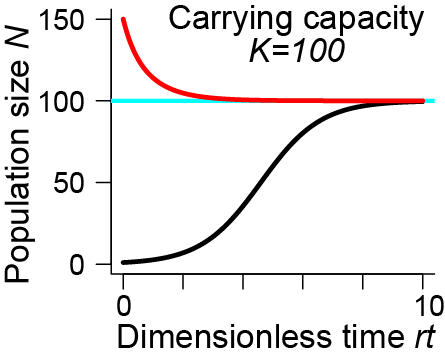 Carrying capacity
K=100
Population size N
150
100
50
0
0
10
Dimensionless time rt